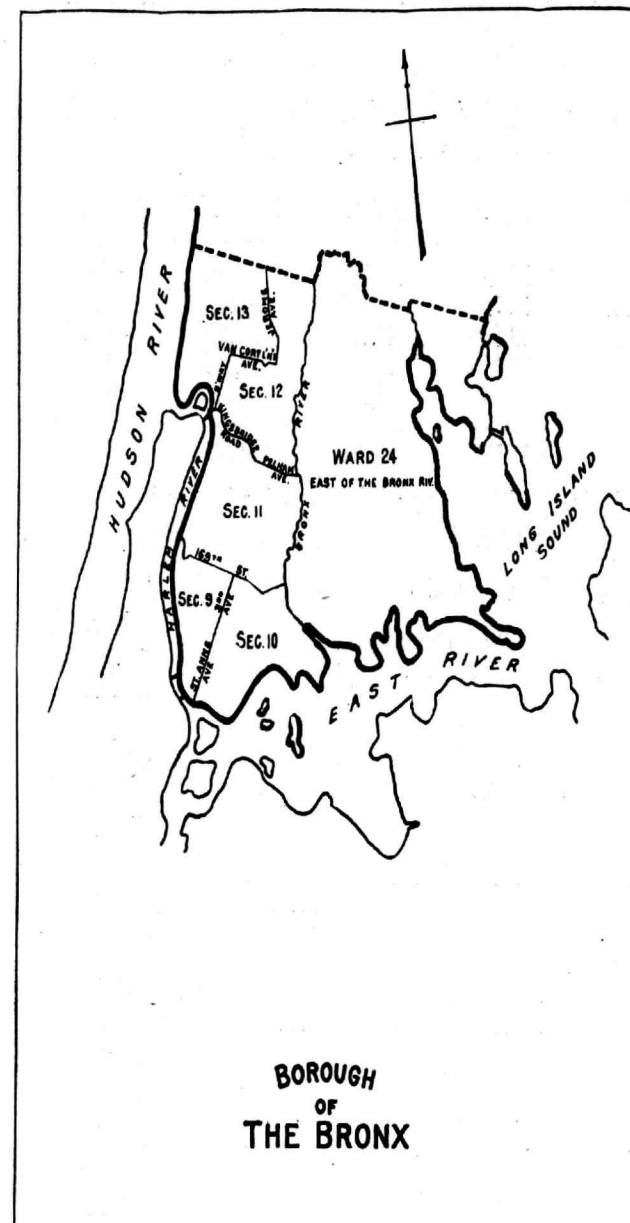 HUDSON RIVER
SEC. 13
JEROME
AVE.
VAN CORTL'NT
AVE.
B'WAY
SEC. 12
KINGSBRIDGE
ROAD
PELHAM
AVE.
BRONX RIVER
WARD 24
EAST OF THE BRONX RIV.
LONG ISLAND
SOUND
HARLEM RIVER
SEC. 11
169TH ST.
SEC. 9
3RD
AVE
ST. ANNS
AVE
SEC. 10
EAST RIVER
BOROUGH
OF
THE BRONX